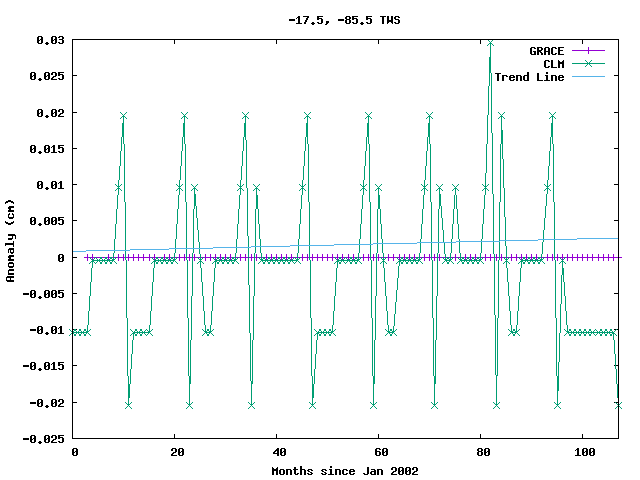 -17.5, -85.5 TWS
GRACE
CLM
Trend Line
0.03
0.025
0.02
0.015
0.01
0.005
0
-0.005
-0.01
-0.015
-0.02
-0.025
Anomaly (cm)
0 20 40 60 80 100
Months since Jan 2002